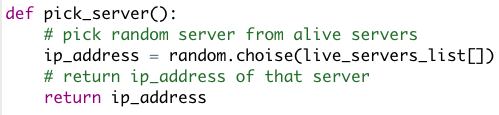 def pick_server():
    # pick random server from alive servers
    ip_address = random.choise(live_servers_list[])
    # return ip_address of that server
    return ip_address